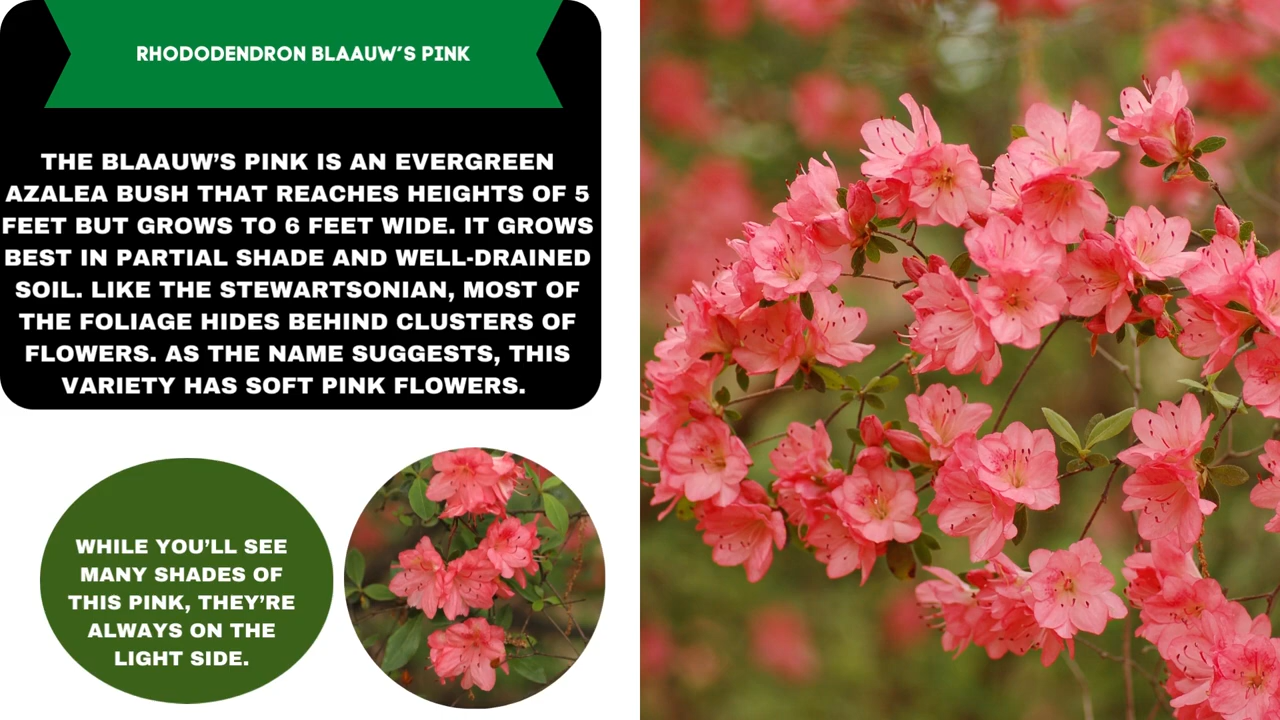 RHODODENDRON BLAAUW'S PINK
THE BLAAUW'S PINK IS AN EVERGREEN
AZALEA BUSH THAT REACHES HEIGHTS OF 5
FEET BUT GROWS TO 6 FEET WIDE. IT GROWS
BEST IN PARTIAL SHADE AND WELL-DRAINED
SOIL. LIKE THE STEWARTSONIAN, MOST OF
THE FOLIAGE HIDES BEHIND CLUSTERS OF
FLOWERS. AS THE NAME SUGGESTS, THIS
VARIETY HAS SOFT PINK FLOWERS.
WHILE YOU'LL SEE
MANY SHADES OF
THIS PINK, THEY'RE
ALWAYS ON THE
LIGHT SIDE.